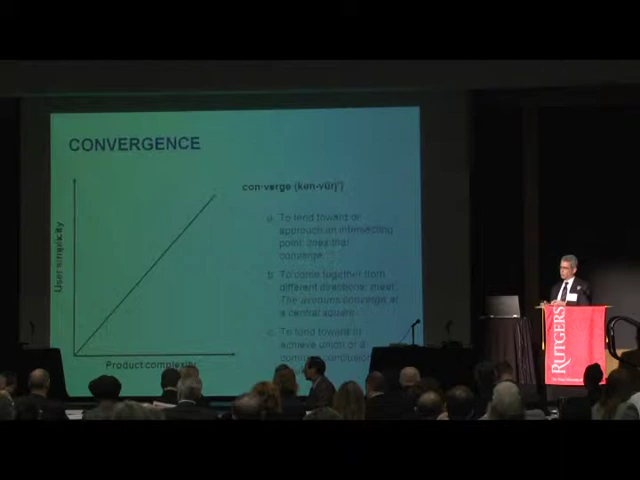 CONVERGENCE
con·verge (kən-vûrj')
a. To tend toward or
approach an intersecting
point: lines that
converge.
b. To come together from
different directions; meet:
The avenues converge at
a central square.
c. To tend toward or
achieve union or a
common conclusion
User simplicity
Product complexity
RUTGERS